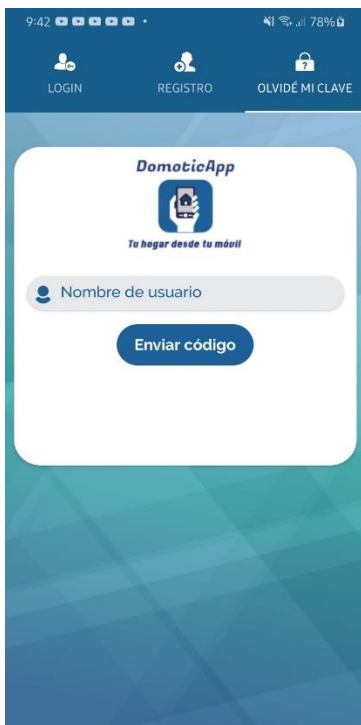 9:42
78%
LOGIN
REGISTRO
OLVIDÉ MI CLAVE
DomoticApp
Tu hogar desde tu móvil
Nombre de usuario
Enviar código